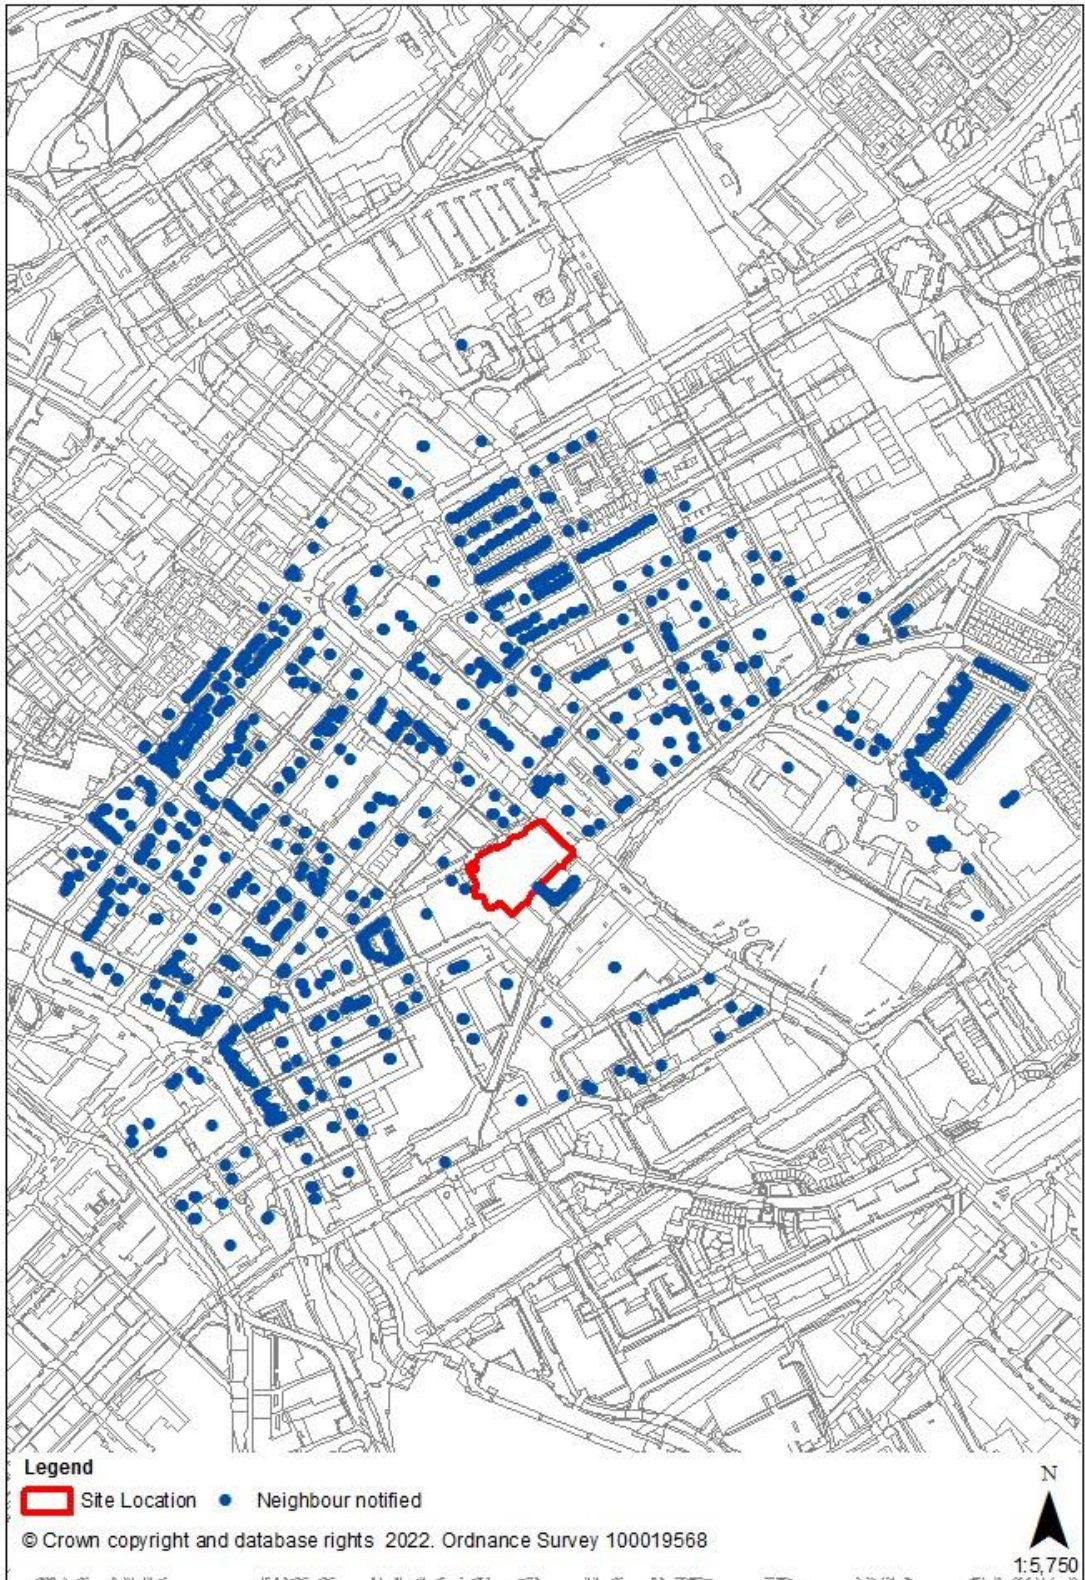 Legend
Site Location
Neighbour notified
© Crown copyright and database rights 2022. Ordnance Survey 100019568
N
1:5,750